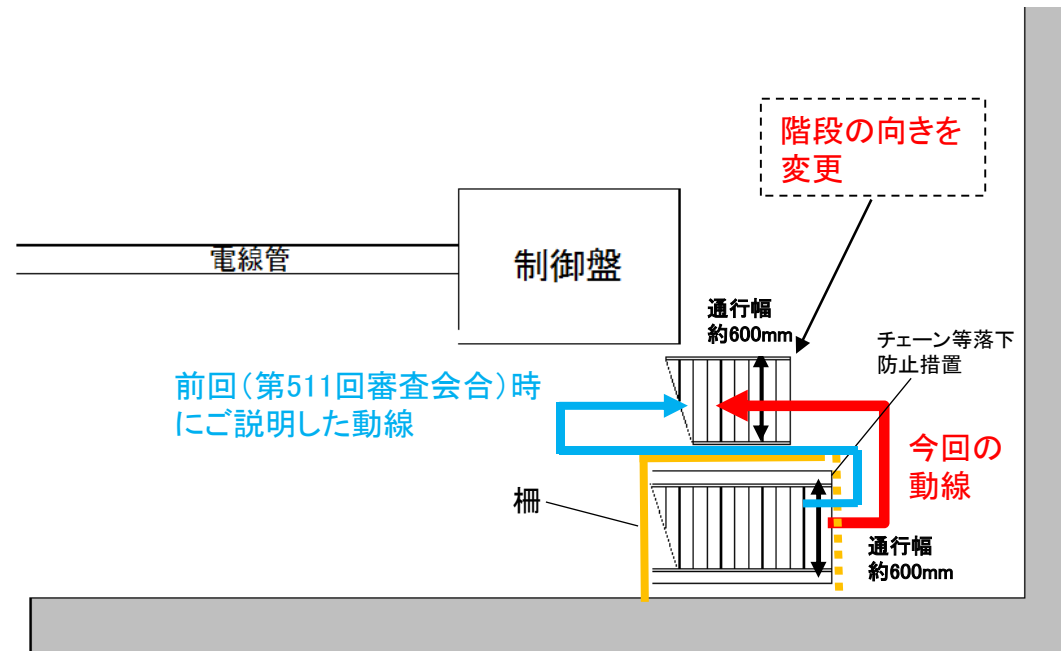 階段の向きを
変更
電線管
制御盤
通行幅
約600mm
チェーン等落下
防止措置
前回（第511回審査会合）時
にご説明した動線
今回の
動線
柵
通行幅
約600mm